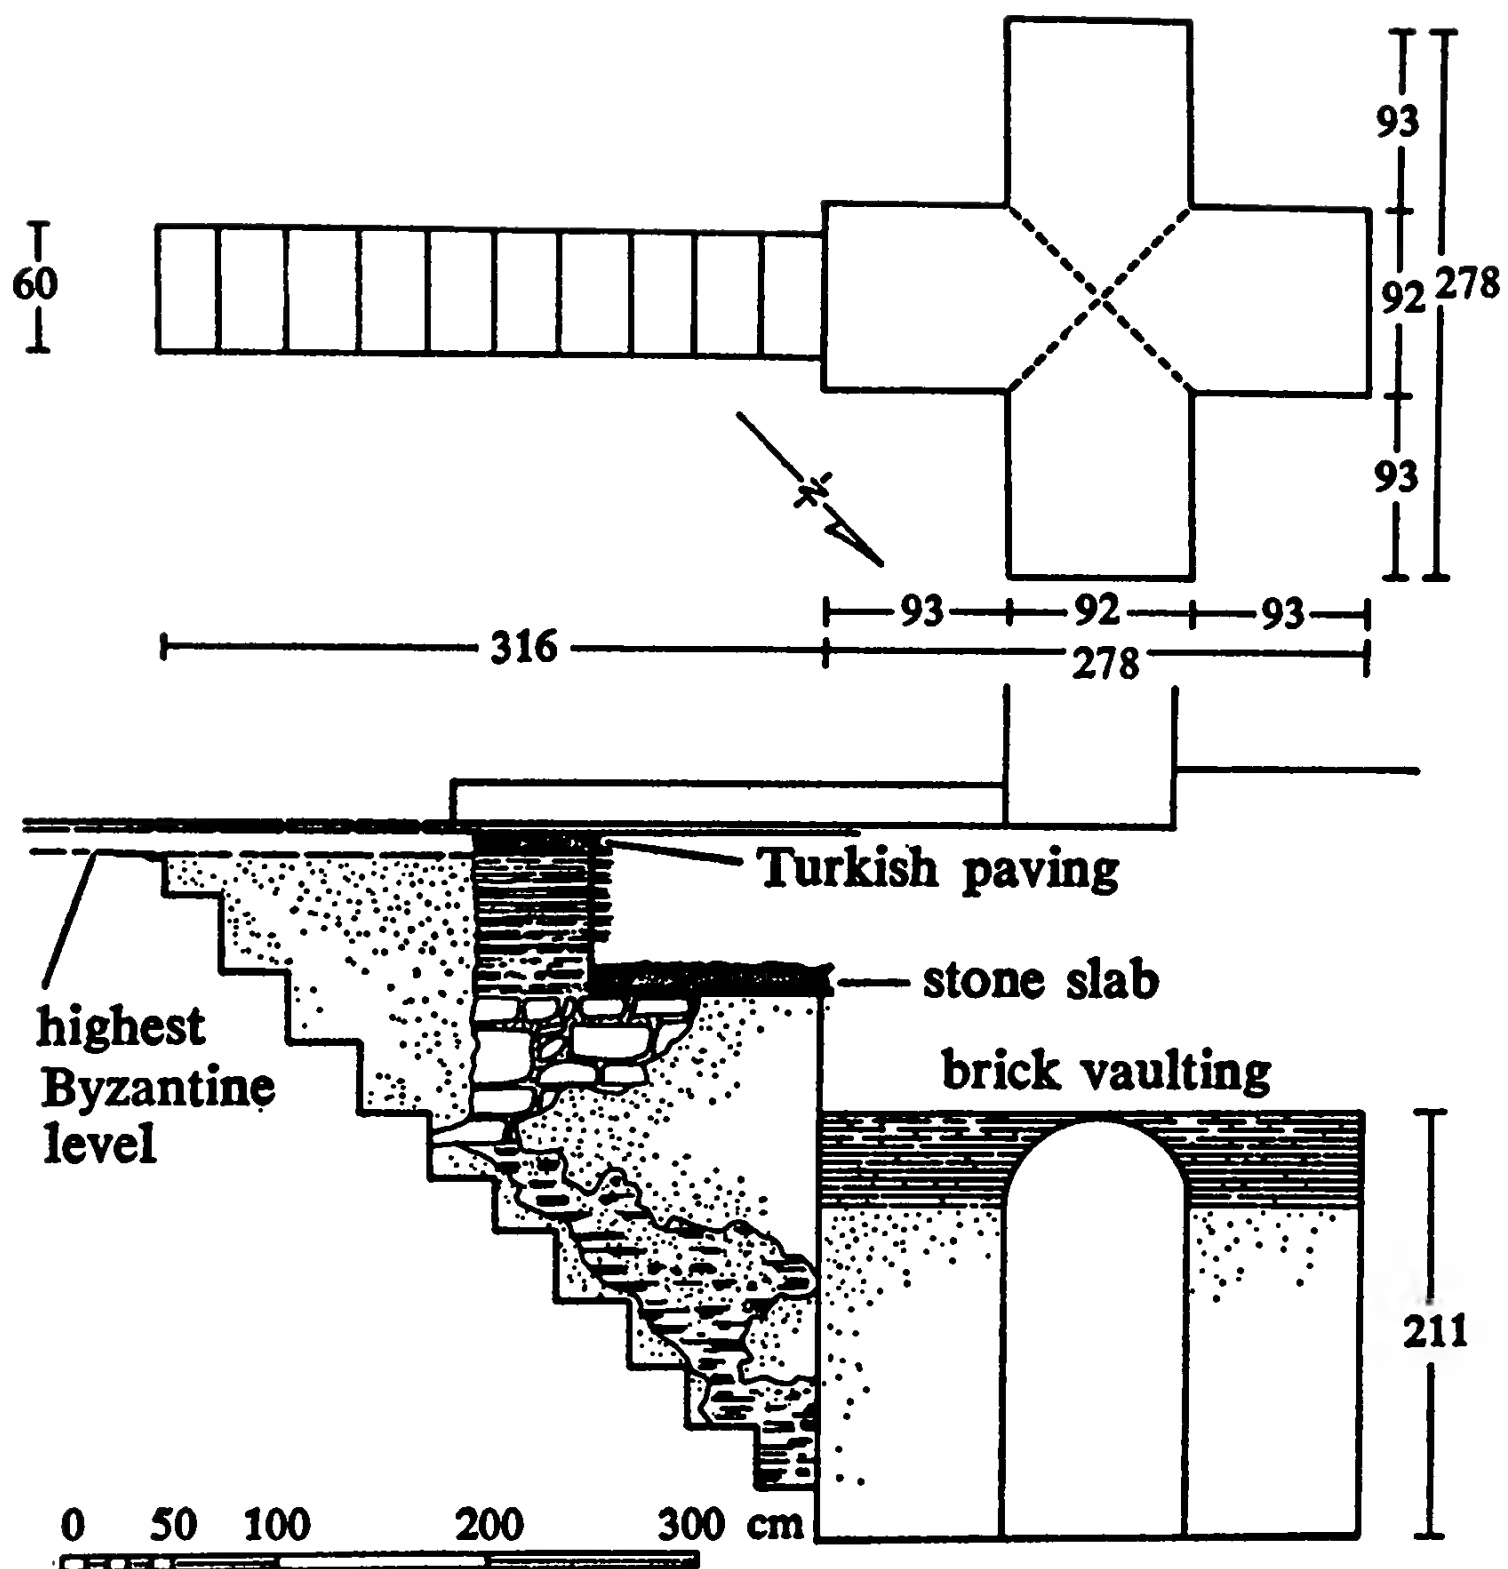 93
60
92 278
93
93 92 93
316
278
Turkish paving
stone slab
highest
Byzantine
level
brick vaulting
211
0 50 100 200 300 cm
N